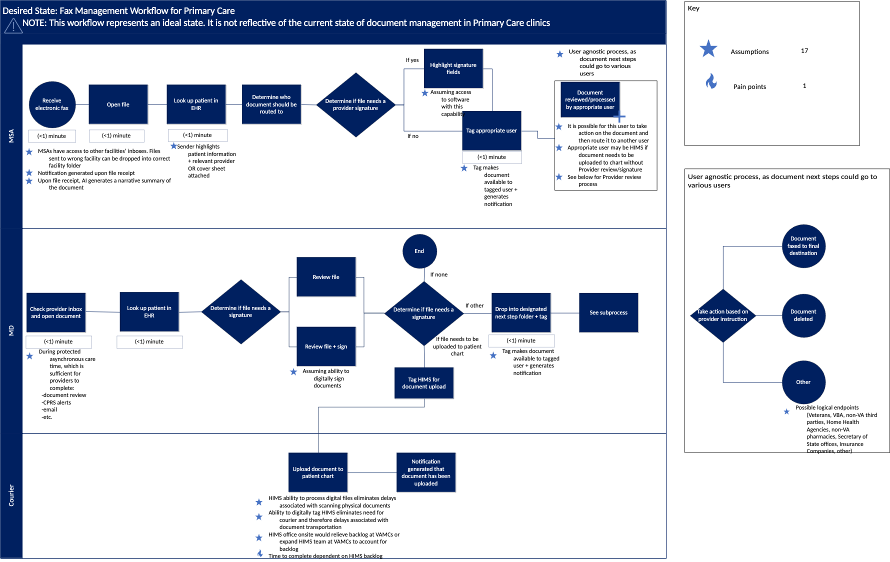 Desired State: Fax Management Workflow for Primary Care
NOTE: This workflow represents an ideal state. It is not reflective of the current state of document management in Primary Care clinics
MSA
Receive
electronic fax
(<1) minute
Open file
(<1) minute
Look up patient in
EHR
(<1) minute
Determine who
document should be
routed to
Determine if file needs a
provider signature
If yes
If no
Highlight signature
fields
Assuming access
to software
with this
capabilit
Tag appropriate user
(<1) minute
Tag makes
document
available to
tagged user +
generates
notification
MSAs have access to other facilities' inboxes. Files
sent to wrong facility can be dropped into correct
facility folder
Notification generated upon file receipt
Upon file receipt, AI generates a narrative summary of
the document
Sender highlights
patient information
+ relevant provider
OR cover sheet
attached
User agnostic process, as
document next steps
could go to various
users
Document
reviewed/processed
by appropriate user
It is possible for this user to take
action on the document and
then route it to another user
Appropriate user may be HIMS if
document needs to be
uploaded to chart without
Provider review/signature
See below for Provider review
process
MD
Check provider inbox
and open document
(<1) minute
During protected
asynchronous care
time, which is
sufficient for
providers to
complete:
-document review
-CPRS alerts
-email
-etc.
Look up patient in
EHR
(<1) minute
Determine if file needs a
signature
Review file
Review file + sign
Assuming ability to
digitally sign
documents
End
If none
Determine if file needs a
signature
If other
If file needs to be
uploaded to patient
chart
Drop into designated
next step folder + tag
(<1) minute
Tag makes document
available to tagged
user + generates
notification
See subprocess
Tag HIMS for
document upload
Courier
Upload document to
patient chart
Notification
generated that
document has been
uploaded
HIMS ability to process digital files eliminates delays
associated with scanning physical documents
Ability to digitally tag HIMS eliminates need for
courier and therefore delays associated with
document transportation
HIMS office onsite would relieve backlog at VAMCs or
expand HIMS team at VAMCs to account for
backlog
Time to complete dependent on HIMS backlog
Key
Assumptions 17
Pain points 1
User agnostic process, as document next steps could go to
various users
Take action based on
provider instruction
Document
faxed to final
destination
Document
deleted
Other
Possible logical endpoints
(Veterans, VBA, non-VA third
parties, Home Health
Agencies, non-VA
pharmacies, Secretary of
State offices, Insurance
Companies, other)